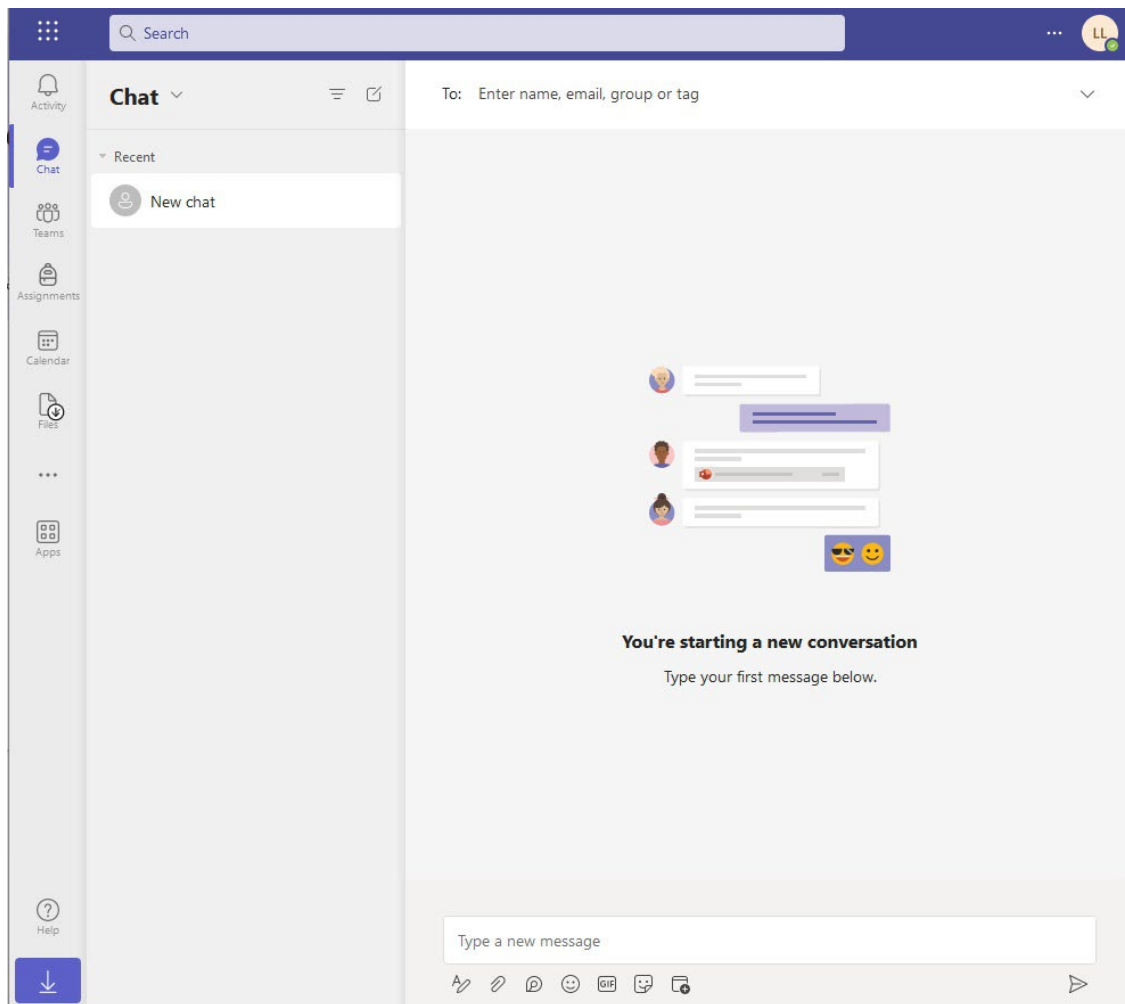 Search
LL
Activity
Chat
Teams
Assignments
Calendar
Files
Apps
Help
Chat
Recent
New chat
To: Enter name, email, group or tag
You're starting a new conversation
Type your first message below.
Type a new message
GIF